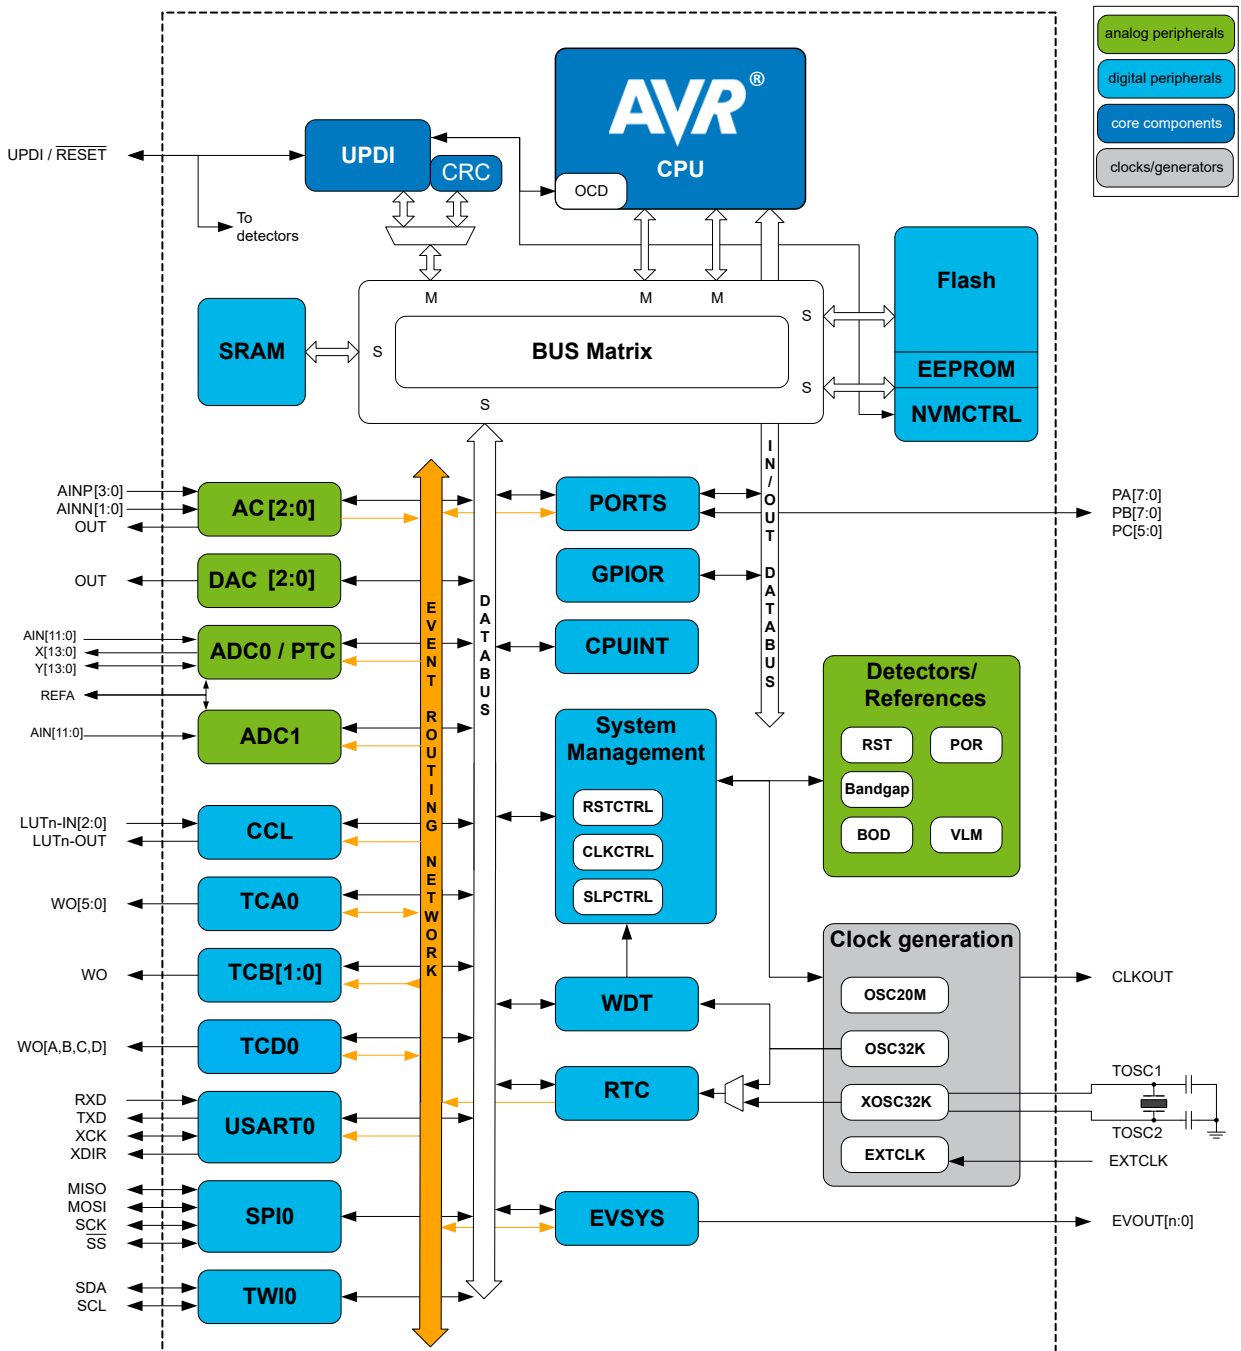 analog peripherals
digital peripherals
core components
clocks/generators
AVR®
CPU
OCD
UPDI / RESET
UPDI
CRC
To
detectors
M
M
M
S
S
S
S
SRAM
BUS Matrix
Flash
EEPROM
NVMCTRL
IN/OUT DATABUS
DATABUS
EVENT ROUTING NETWORK
AINP[3:0]
AINN[1:0]
OUT
AC [2:0]
PORTS
PA[7:0]
PB[7:0]
PC[5:0]
OUT
DAC [2:0]
GPIOR
AIN[11:0]
X[13:0]
Y[13:0]
ADC0 / PTC
CPUINT
REFA
AIN[11:0]
ADC1
System
Management
RSTCTRL
CLKCTRL
SLPCTRL
Detectors/
References
RST
POR
Bandgap
BOD
VLM
LUTn-IN[2:0]
LUTn-OUT
CCL
WO[5:0]
TCA0
WO
TCB[1:0]
WDT
Clock generation
OSC20M
OSC32K
XOSC32K
EXTCLK
CLKOUT
WO[A,B,C,D]
TCD0
RTC
TOSC1
TOSC2
EXTCLK
RXD
TXD
XCK
XDIR
USART0
MISO
MOSI
SCK
SS
SPI0
EVSYS
EVOUT[n:0]
SDA
SCL
TWI0